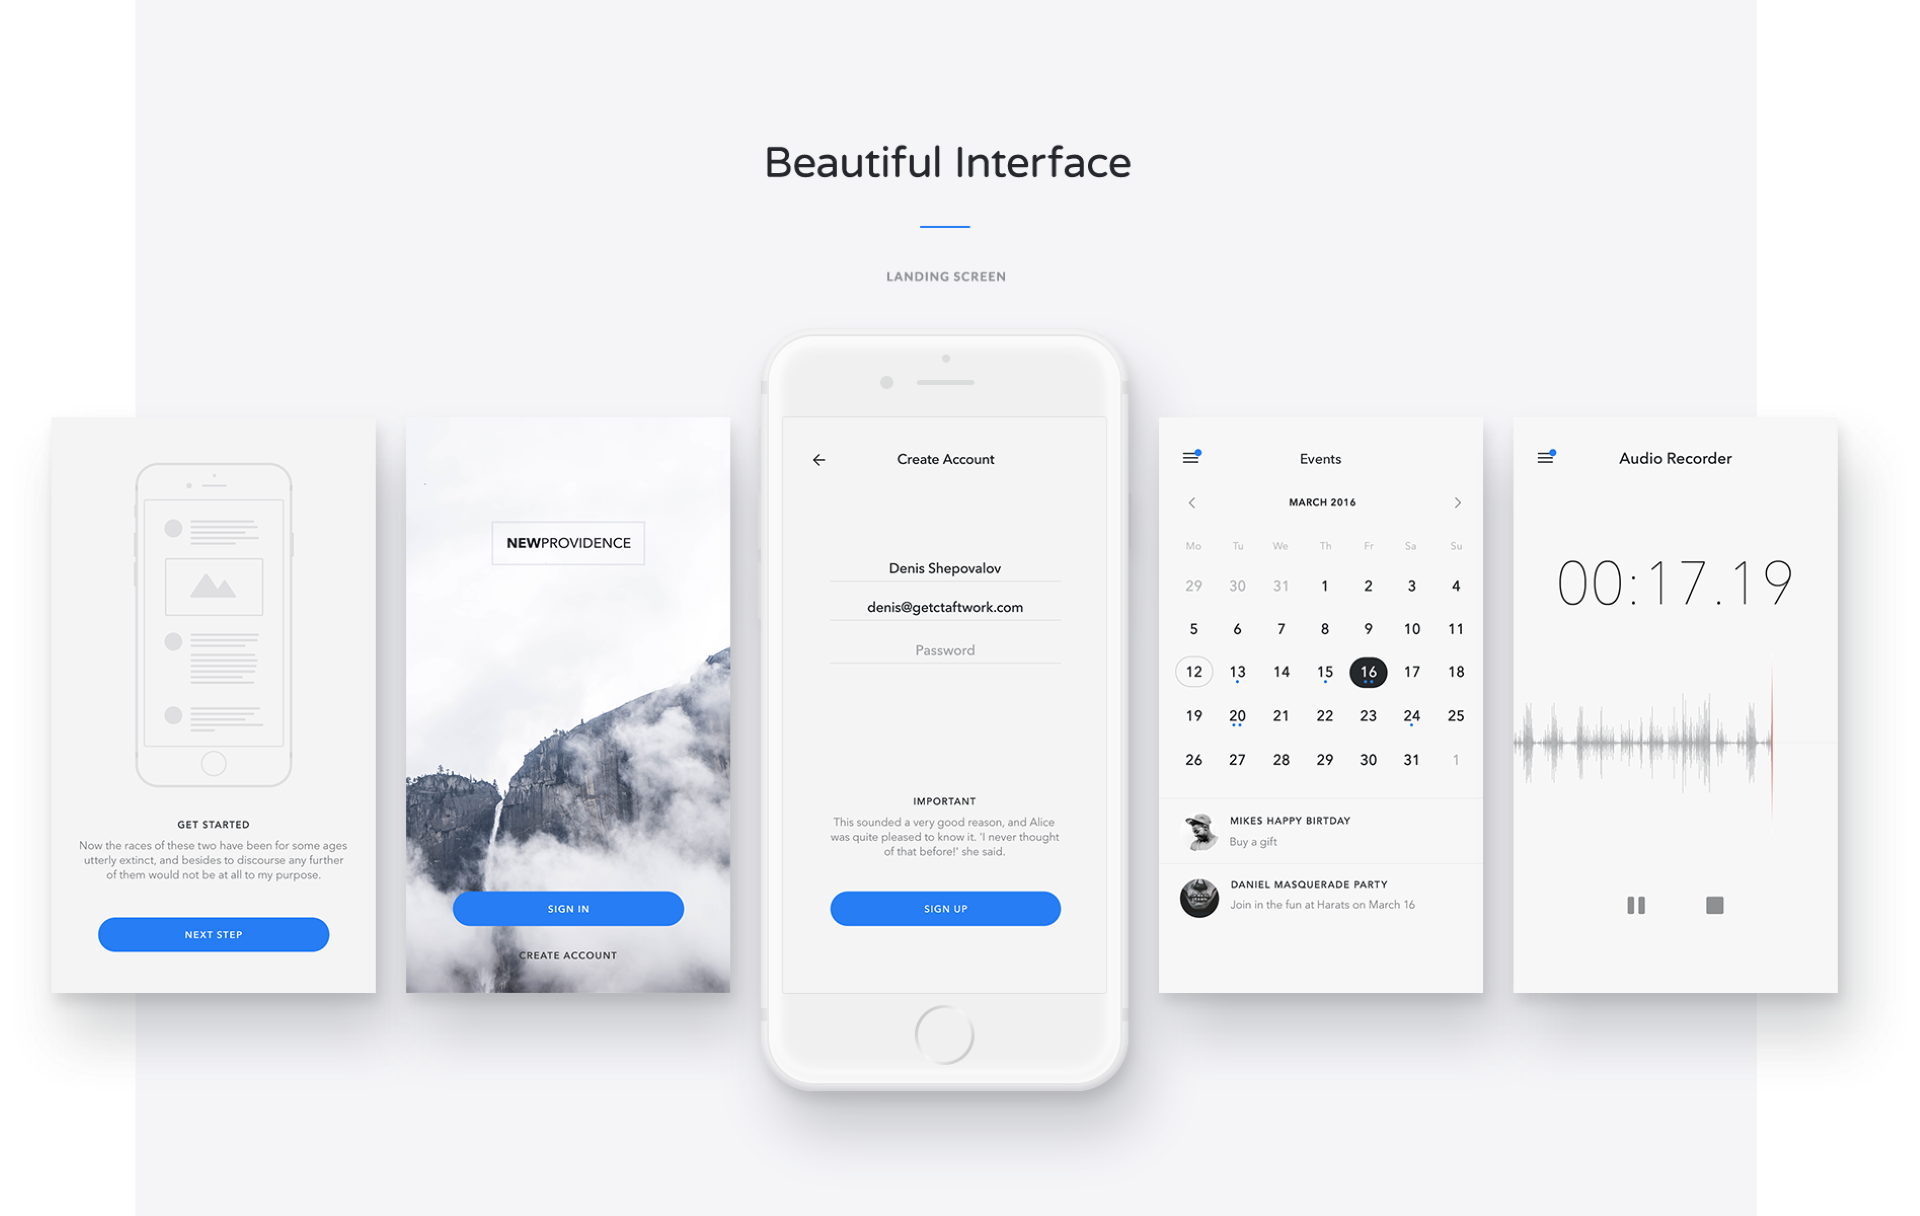 Beautiful Interface
LANDING SCREEN
GET STARTED
Now the races of these two have been for some ages
utterly extinct, and besides to discourse any further
of them would not be at all to my purpose.
NEXT STEP
NEWPROVIDENCE
SIGN IN
CREATE ACCOUNT
Create Account
Denis Shepovalov
denis@getctaftwork.com
Password
IMPORTANT
This sounded a very good reason, and Alice
was quite pleased to know it. 'I never thought
of that before!' she said.
SIGN UP
Events
MARCH 2016
Mo Tu We Th Fr Sa Su
29 30 31 1 2 3 4
5 6 7 8 9 10 11
12 13 14 15 16 17 18
19 20 21 22 23 24 25
26 27 28 29 30 31 1
MIKES HAPPY BIRTDAY
Buy a gift
DANIEL MASQUERADE PARTY
Join in the fun at Harats on March 16
Audio Recorder
00:17.19